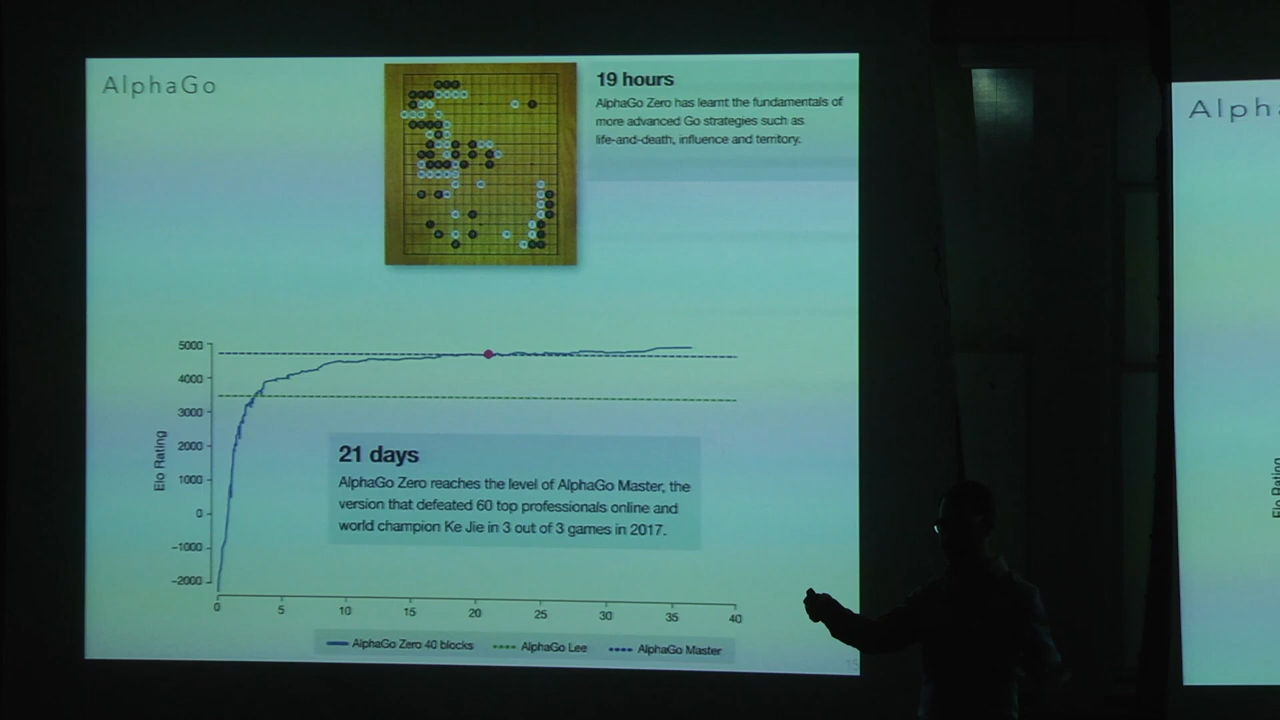 AlphaGo
19 hours
AlphaGo Zero has learnt the fundamentals of
more advanced Go strategies such as
life-and-death, influence and territory.
5000
4000
3000
2000
1000
0
-1000
-2000
Elo Rating
21 days
AlphaGo Zero reaches the level of AlphaGo Master, the
version that defeated 60 top professionals online and
world champion Ke Jie in 3 out of 3 games in 2017.
0 5 10 15 20 25 30 35 40
AlphaGo Zero 40 blocks AlphaGo Lee AlphaGo Master
15
Alph
Elo Rating